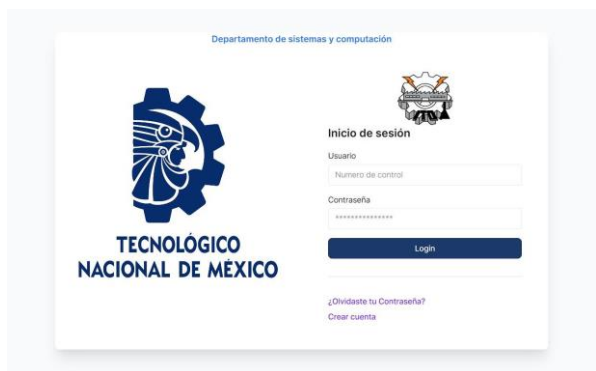 Departamento de sistemas y computación
TECNOLÓGICO
NACIONAL DE MÉXICO
Inicio de sesión
Usuario
Numero de control
Contraseña
***************
Login
¿Olvidaste tu Contraseña?
Crear cuenta